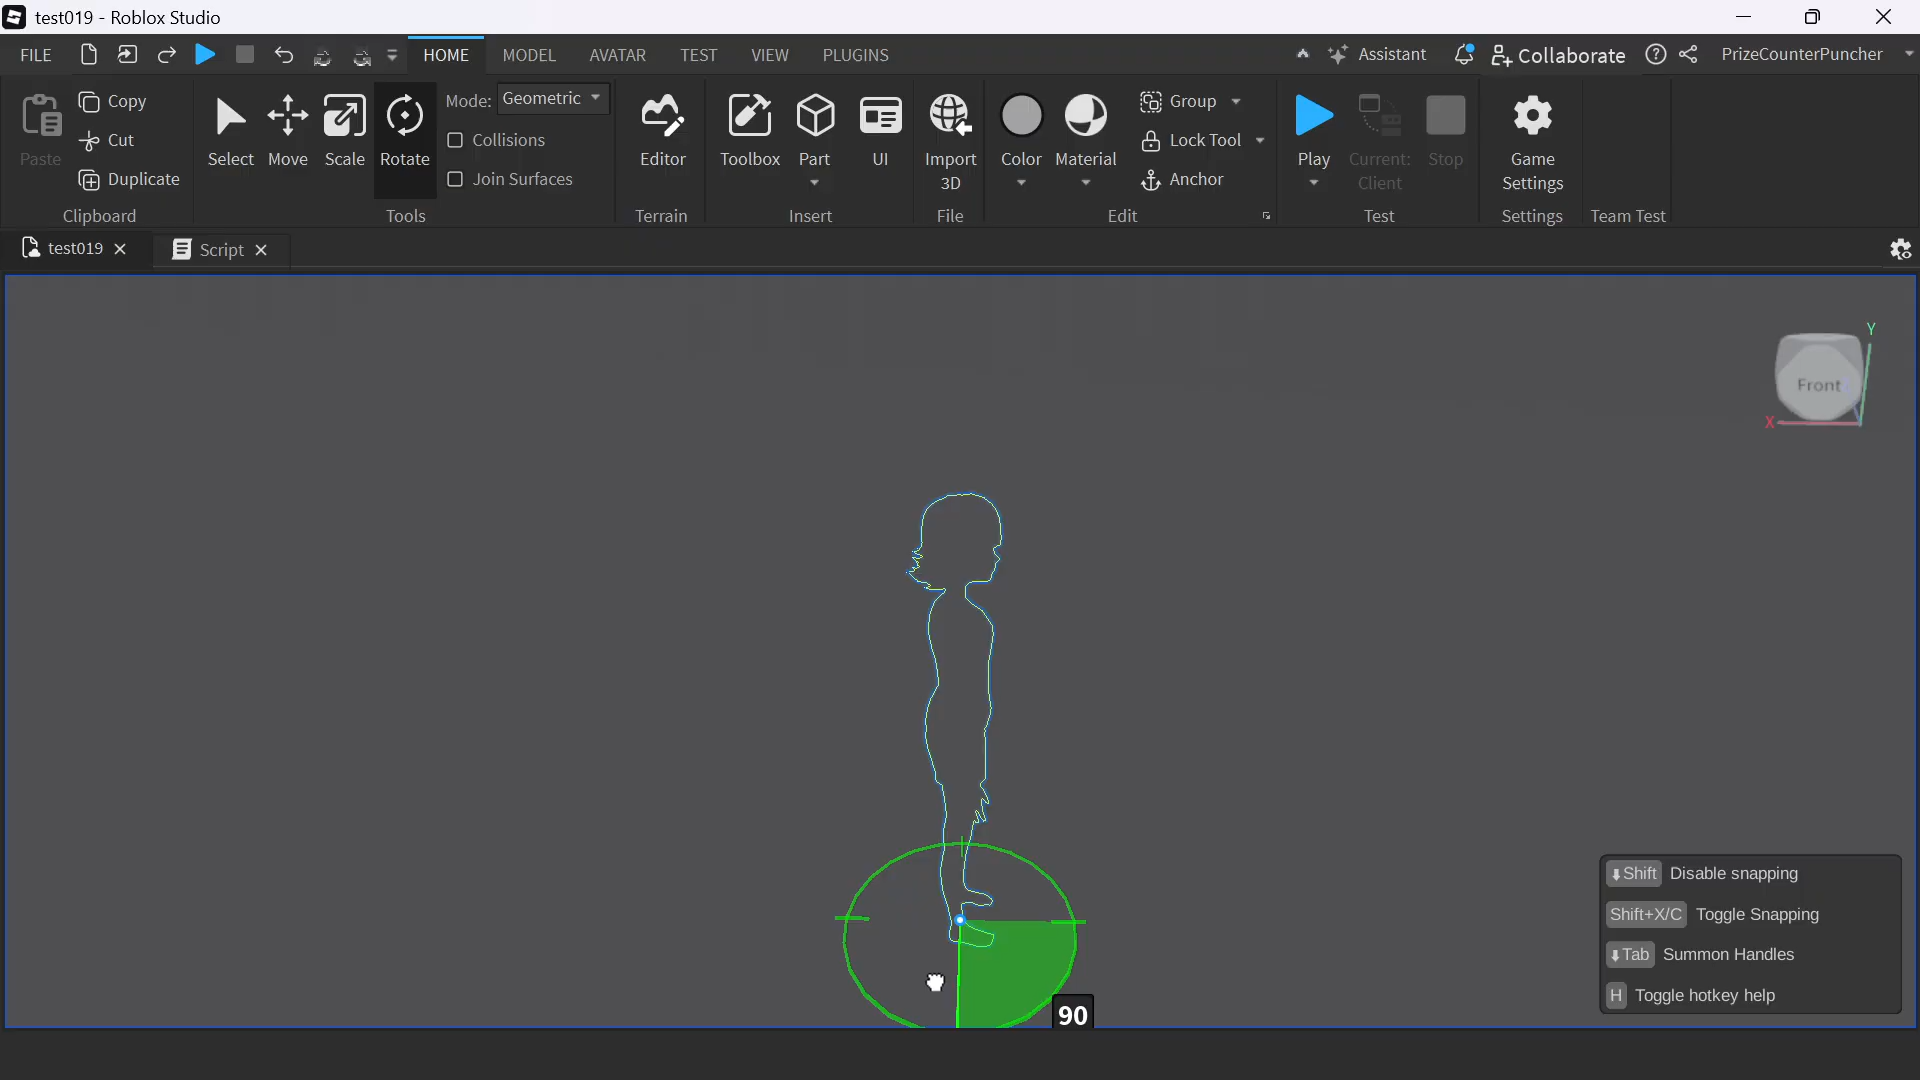 test019 - Roblox Studio
FILE
HOME
MODEL
AVATAR
TEST
VIEW
PLUGINS
Assistant
Collaborate
PrizeCounterPuncher
Paste
Copy
Cut
Duplicate
Clipboard
Select
Move
Scale
Rotate
Mode: Geometric
Collisions
Join Surfaces
Tools
Editor
Terrain
Toolbox
Part
UI
Insert
Import
3D
File
Color
Material
Group
Lock Tool
Anchor
Edit
Play
Current:
Client
Stop
Test
Game
Settings
Settings
Team Test
test019
Script
Y
Front
X
Shift Disable snapping
Shift+X/C Toggle Snapping
Tab Summon Handles
H Toggle hotkey help
90